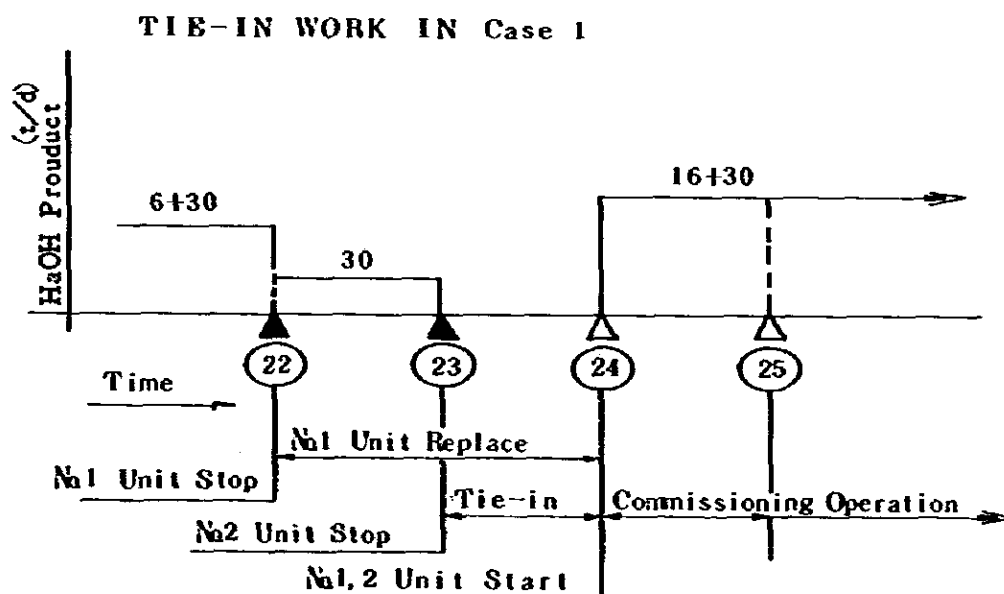 TIE-IN WORK IN Case 1
HaOH Prouduct (t/d)
6+30
30
16+30
22
23
24
25
Time
№1 Unit Replace
№1 Unit Stop
Tie-in
Commissioning Operation
№2 Unit Stop
№1,2 Unit Start